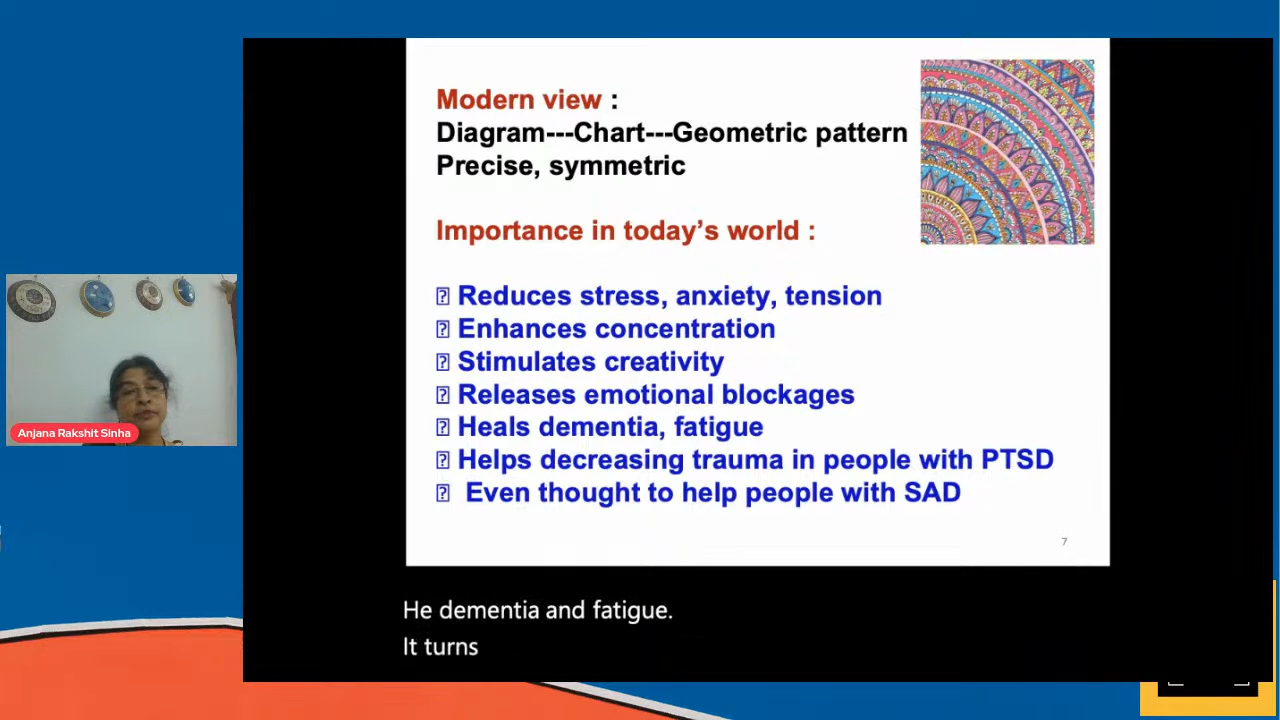 Modern view :
Diagram---Chart---Geometric pattern
Precise, symmetric
Importance in today’s world :
⍰ Reduces stress, anxiety, tension
⍰ Enhances concentration
⍰ Stimulates creativity
⍰ Releases emotional blockages
⍰ Heals dementia, fatigue
⍰ Helps decreasing trauma in people with PTSD
⍰ Even thought to help people with SAD
7
Anjana Rakshit Sinha
He dementia and fatigue.
It turns